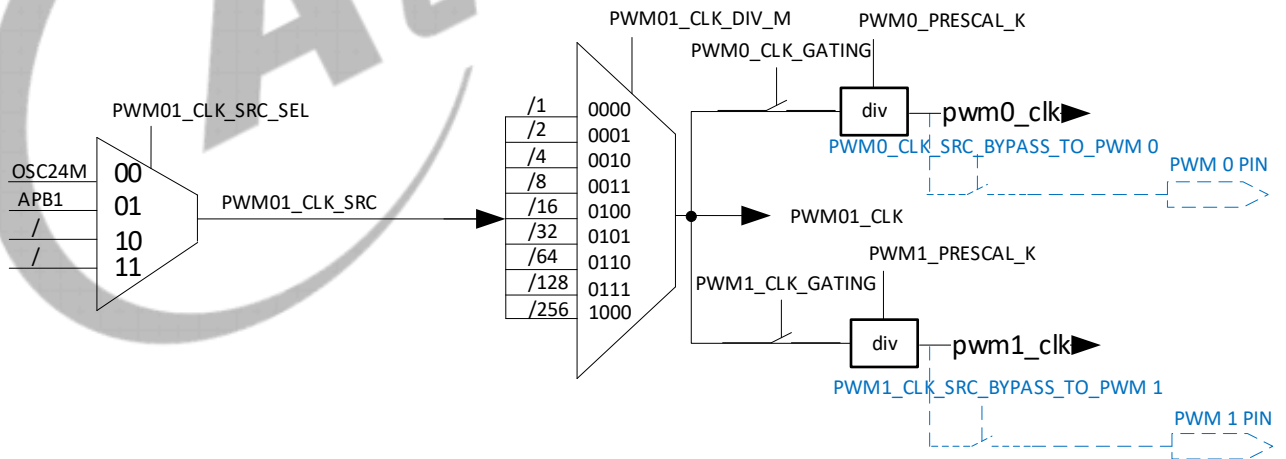 PWM01_CLK_DIV_M
PWM0_PRESCAL_K
PWM0_CLK_GATING
PWM01_CLK_SRC_SEL
OSC24M
00
APB1
01
/
10
/
11
PWM01_CLK_SRC
/1
0000
/2
0001
/4
0010
/8
0011
/16
0100
/32
0101
/64
0110
/128
0111
/256
1000
div
pwm0_clk
PWM0_CLK_SRC_BYPASS_TO_PWM 0
PWM 0 PIN
PWM01_CLK
PWM1_PRESCAL_K
PWM1_CLK_GATING
div
pwm1_clk
PWM1_CLK_SRC_BYPASS_TO_PWM 1
PWM 1 PIN